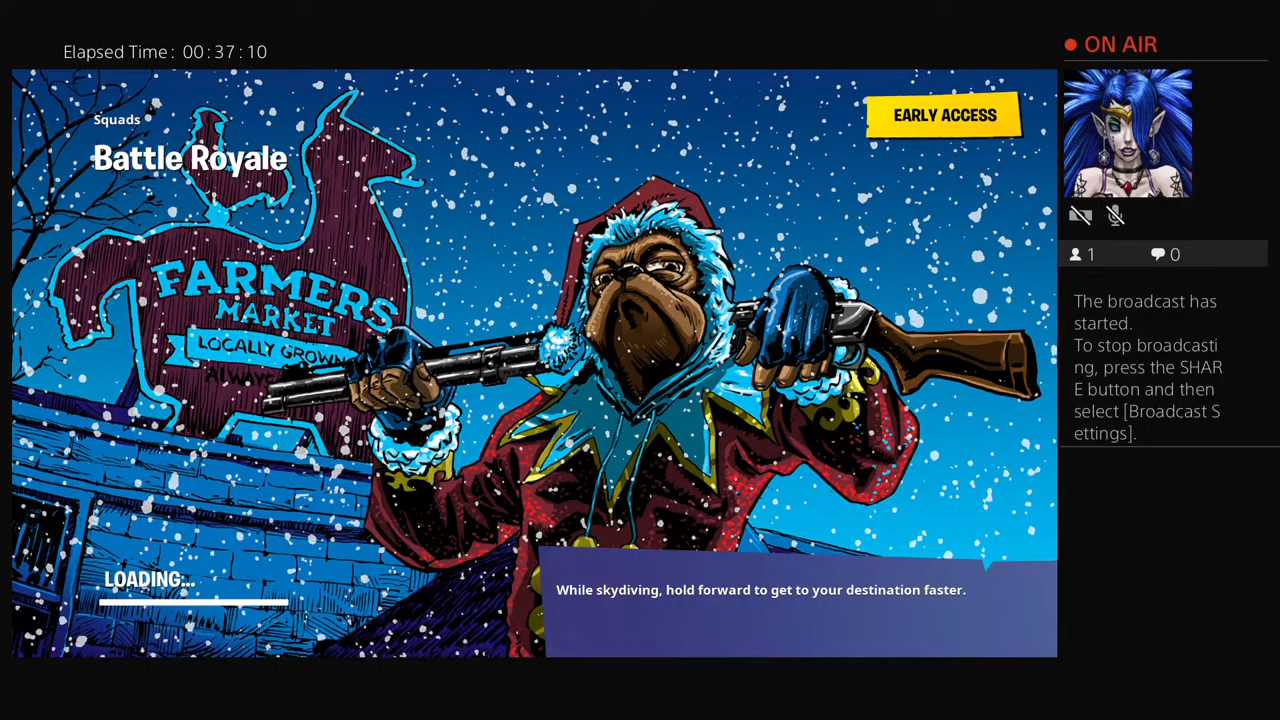 Elapsed Time: 00:37:10
ON AIR
Squads
Battle Royale
EARLY ACCESS
FARMERS
MARKET
LOCALLY GROWN
ALWAYS
1
0
The broadcast has
started.
To stop broadcasti
ng, press the SHAR
E button and then
select [Broadcast S
ettings].
LOADING...
While skydiving, hold forward to get to your destination faster.